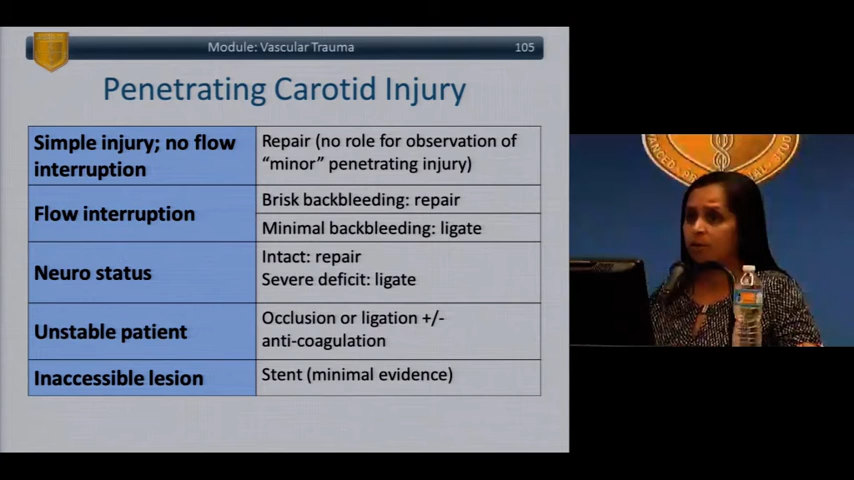 Module: Vascular Trauma
105
Penetrating Carotid Injury
Simple injury; no flow
interruption
Repair (no role for observation of
“minor” penetrating injury)
Flow interruption
Brisk backbleeding: repair
Minimal backbleeding: ligate
Neuro status
Intact: repair
Severe deficit: ligate
Unstable patient
Occlusion or ligation +/-
anti-coagulation
Inaccessible lesion
Stent (minimal evidence)